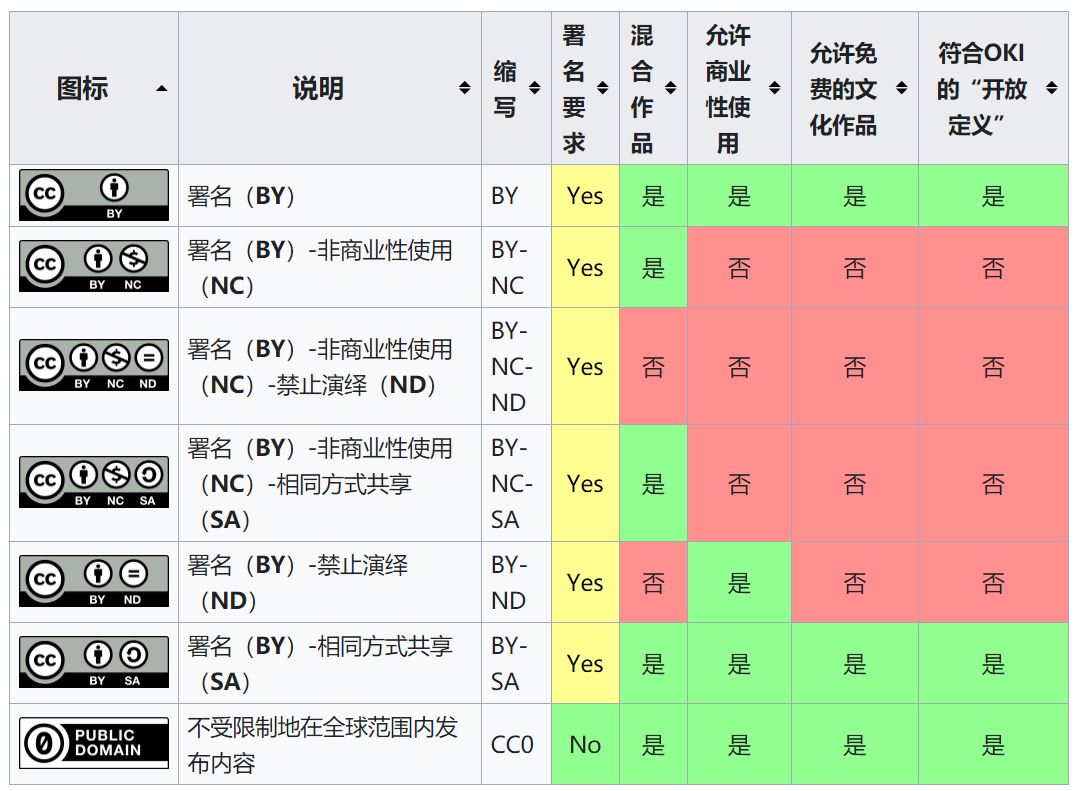 图标 说明 缩写 署名要求 混合作品 允许商业性使用 允许免费的文化作品 符合OKI的“开放定义”
CC BY 署名（BY） BY Yes 是 是 是 是
CC BY NC 署名（BY）-非商业性使用（NC） BY-NC Yes 是 否 否 否
CC BY NC ND 署名（BY）-非商业性使用（NC）-禁止演绎（ND） BY-NC-ND Yes 否 否 否 否
CC BY NC SA 署名（BY）-非商业性使用（NC）-相同方式共享（SA） BY-NC-SA Yes 是 否 否 否
CC BY ND 署名（BY）-禁止演绎（ND） BY-ND Yes 否 是 否 否
CC BY SA 署名（BY）-相同方式共享（SA） BY-SA Yes 是 是 是 是
0 PUBLIC DOMAIN 不受限制地在全球范围内发布内容 CC0 No 是 是 是 是